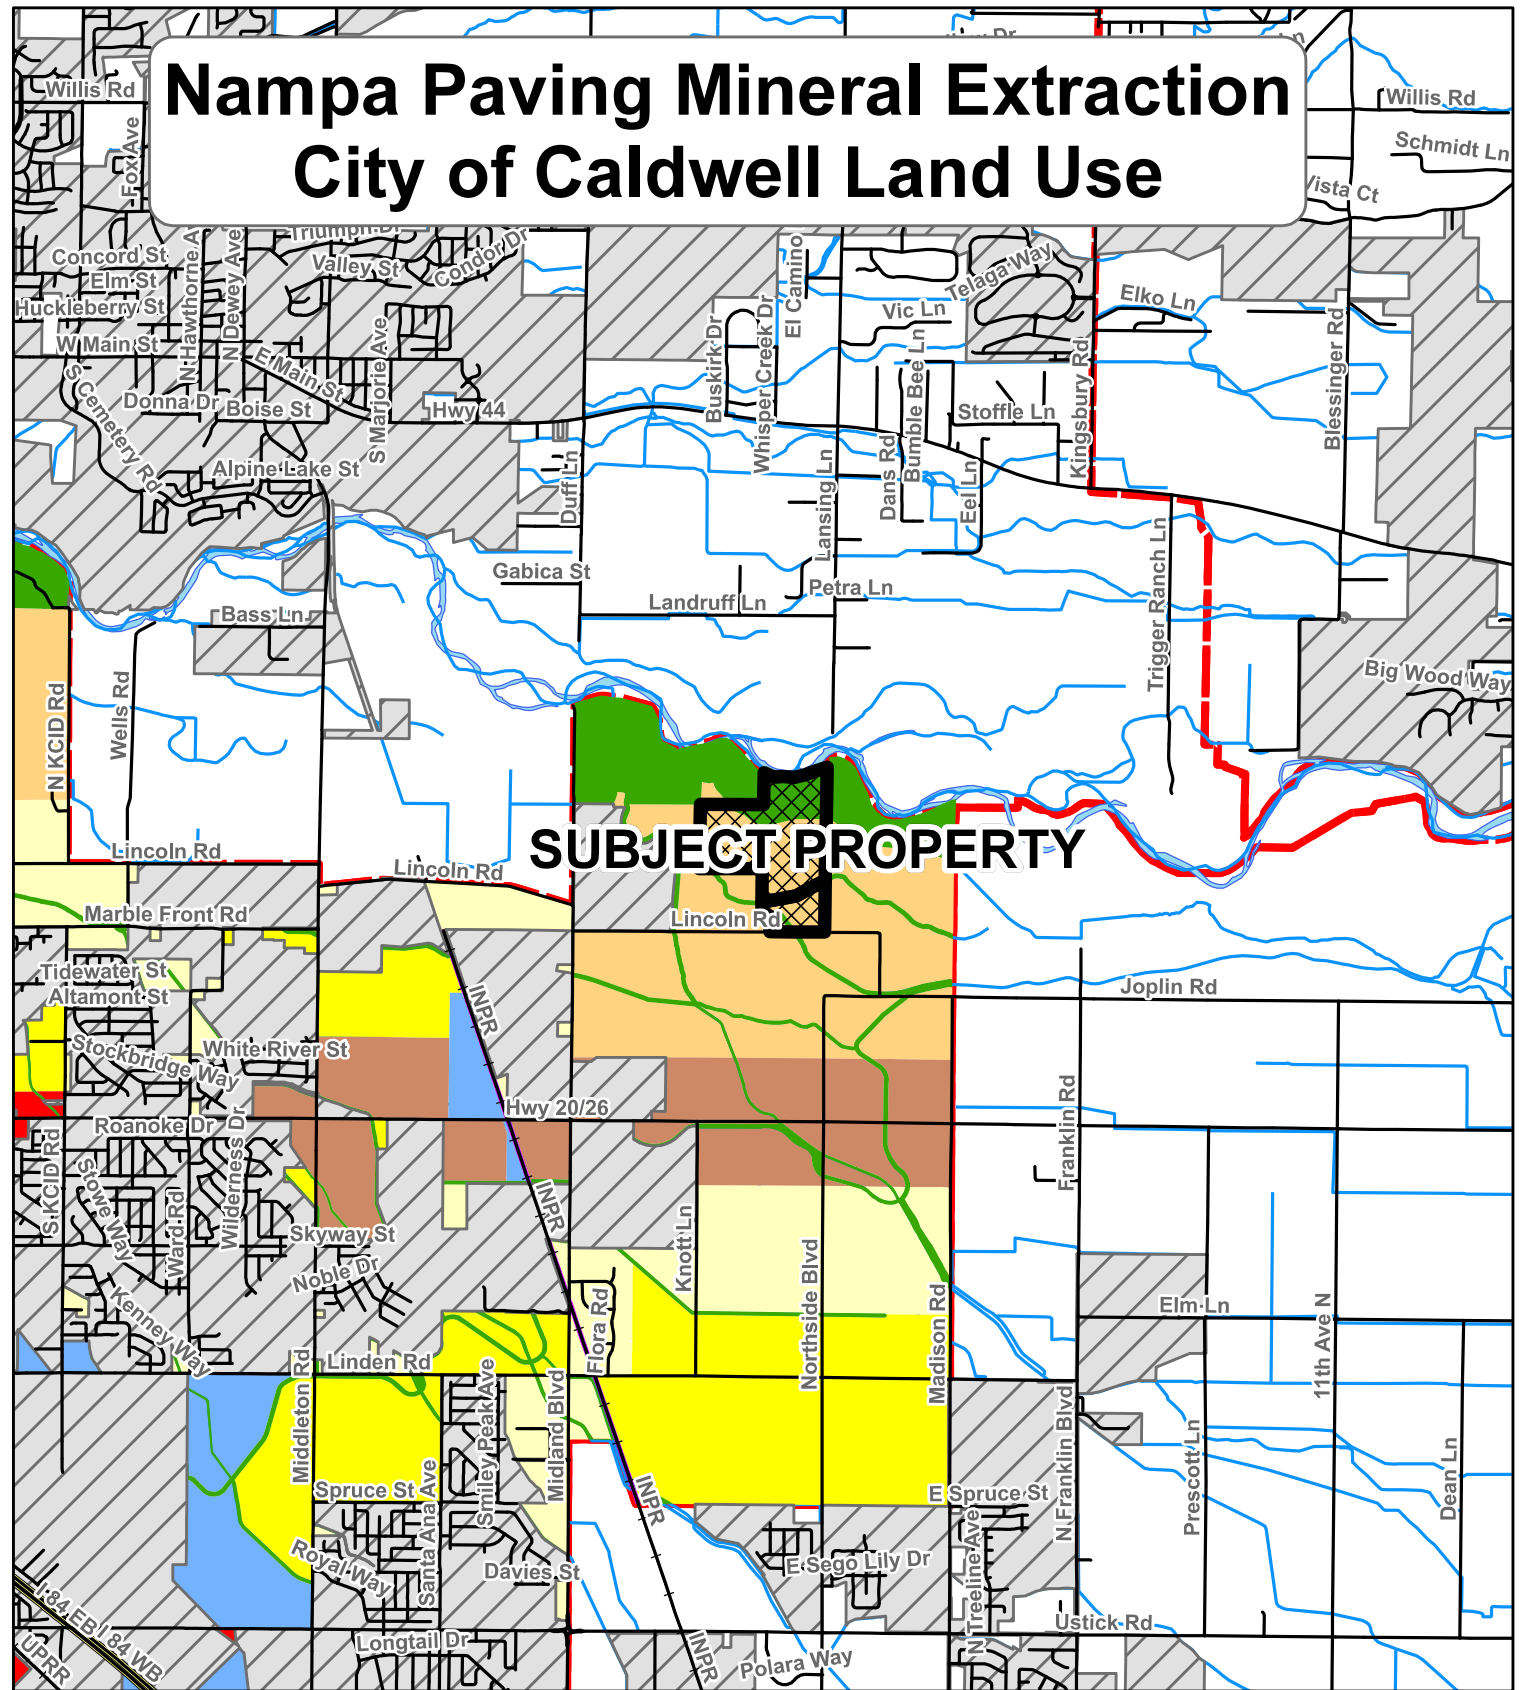 Nampa Paving Mineral Extraction
City of Caldwell Land Use
Willis Rd
Fox Ave
Willis Rd
Schmidt Ln
Vista Ct
Concord St
Elm St
Huckleberry St
W Main St
N Hawthorne A
N Dewey Ave
Triumph Dr
Valley St
Condor Dr
E Main St
S Marjorie Ave
Donna Dr
Boise St
Hwy 44
S Cemetery Rd
Alpine Lake St
Duff Ln
Buskirk Dr
Whisper Creek Dr
El Camino
Vic Ln
Telaga Way
Elko Ln
Blessinger Rd
Kingsbury Rd
Stoffle Ln
Bumble Bee Ln
Dans Rd
Eel Ln
Lansing Ln
Trigger Ranch Ln
Gabica St
Landruff Ln
Petra Ln
Bass Ln
Wells Rd
N KCID Rd
Big Wood Way
SUBJECT PROPERTY
Lincoln Rd
Lincoln Rd
Lincoln Rd
Marble Front Rd
Tidewater St
Altamont St
Stockbridge Way
White River St
INPR
Joplin Rd
Hwy 20/26
Roanoke Dr
S KCID Rd
Stowe Way
Ward Rd
Wilderness Dr
Skyway St
Noble Dr
INPR
Knott Ln
Franklin Rd
Kenney Way
Flora Rd
Northside Blvd
Madison Rd
Elm Ln
11th Ave N
Linden Rd
Middleton Rd
Smiley Peak Ave
Midland Blvd
Spruce St
Santa Ana Ave
INPR
E Spruce St
N Franklin Blvd
Prescott Ln
Dean Ln
Royal Way
Davies St
E Sego Lily Dr
N Treeline Ave
Ustick Rd
I 84 EB
I 84 WB
UPRR
Longtail Dr
INPR
Polara Way